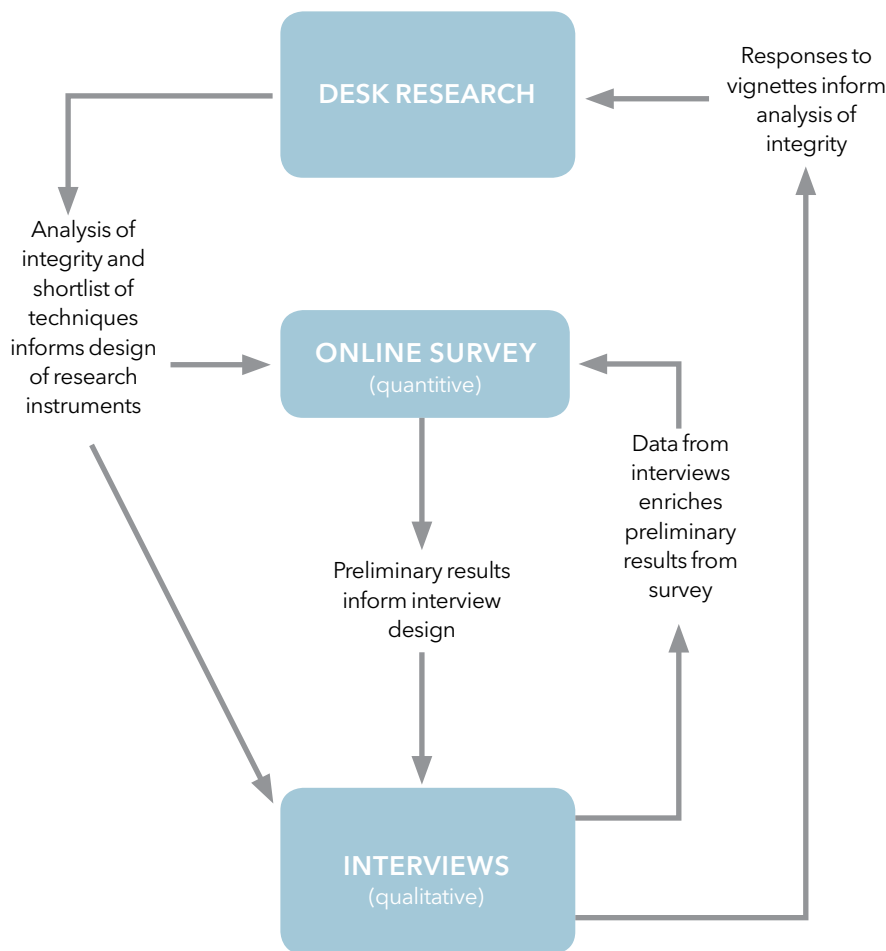 DESK RESEARCH
Responses to
vignettes inform
analysis of
integrity
Analysis of
integrity and
shortlist of
techniques
informs design
of research
instruments
ONLINE SURVEY
(quantitive)
Data from
interviews
enriches
preliminary
results from
survey
Preliminary results
inform interview
design
INTERVIEWS
(qualitative)